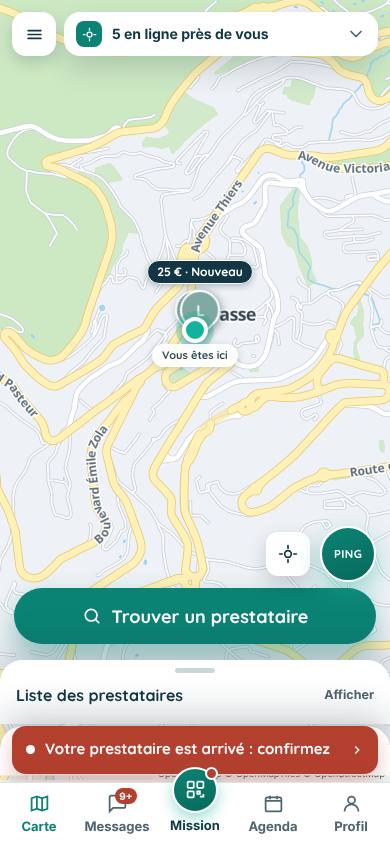 5 en ligne près de vous
Avenue Victoria
Avenue Thiers
25 € · Nouveau
L
asse
Vous êtes ici
Pasteur
Boulevard Émile Zola
Route
PING
Trouver un prestataire
Liste des prestataires
Afficher
Votre prestataire est arrivé : confirmez
© OpenMapTiles © OpenStreetMap
9+
Carte
Messages
Mission
Agenda
Profil